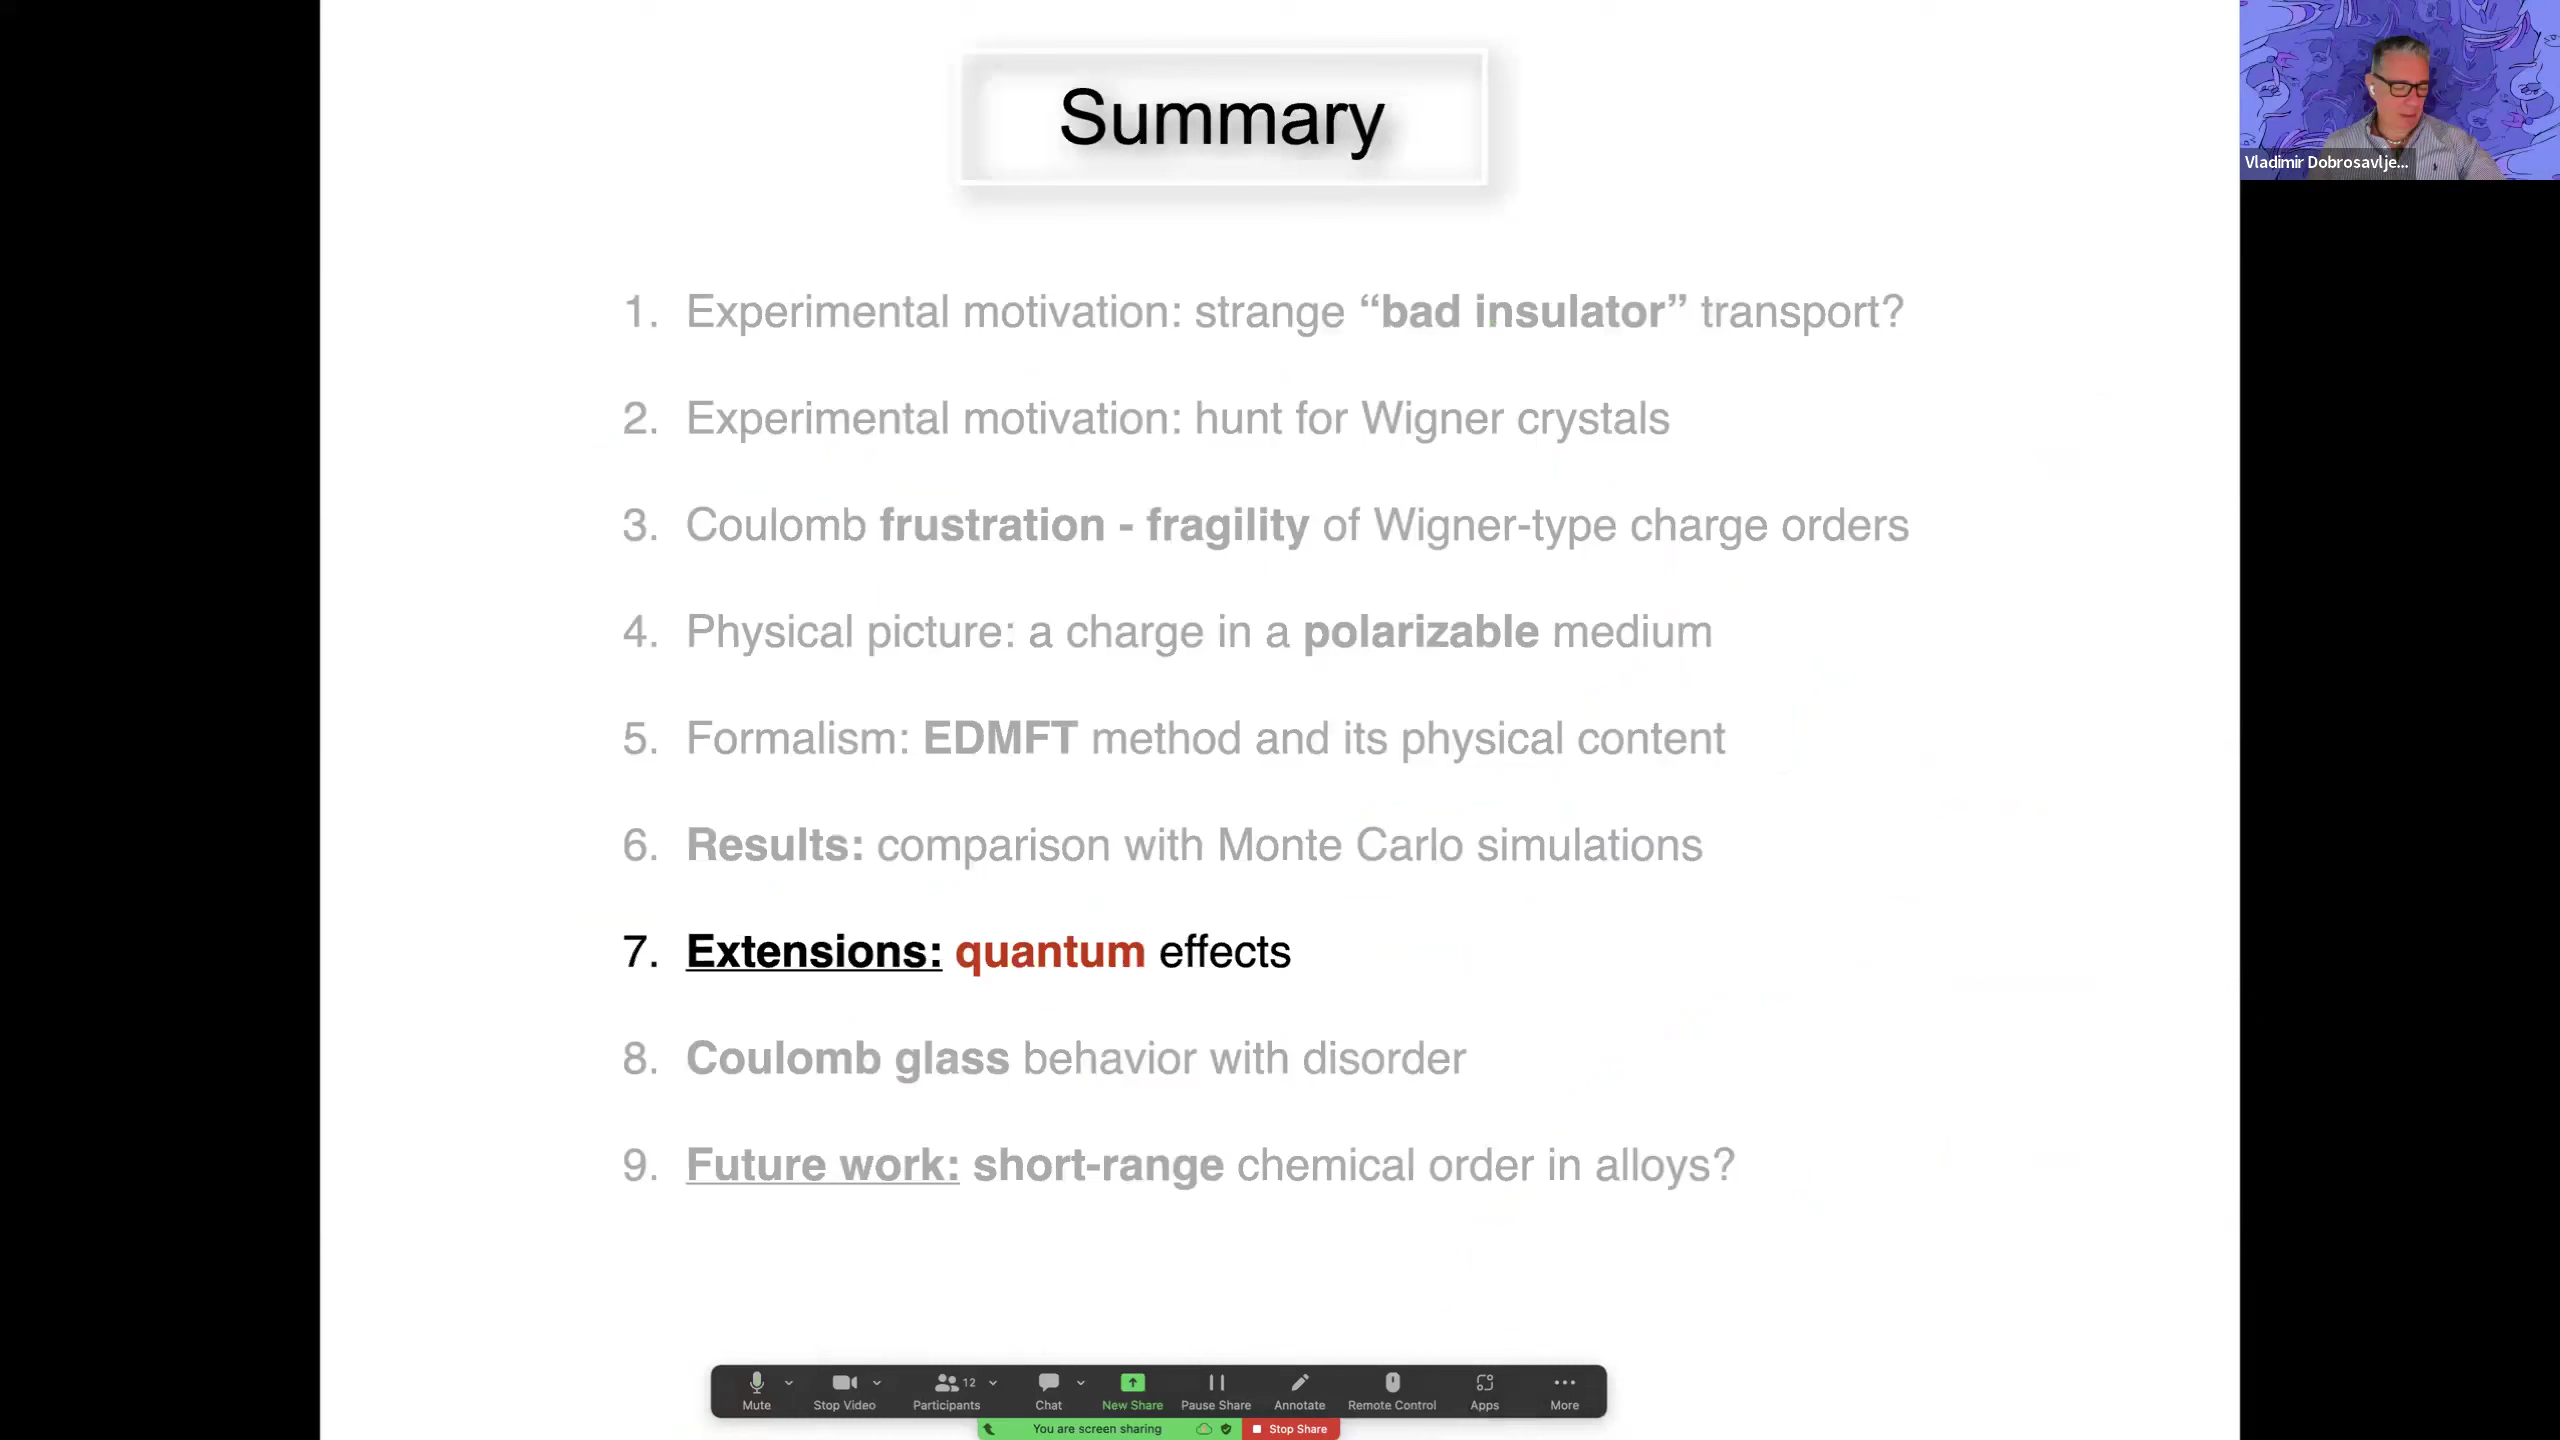 Summary
Vladimir Dobrosavlje...
1. Experimental motivation: strange “bad insulator” transport?
2. Experimental motivation: hunt for Wigner crystals
3. Coulomb frustration - fragility of Wigner-type charge orders
4. Physical picture: a charge in a polarizable medium
5. Formalism: EDMFT method and its physical content
6. Results: comparison with Monte Carlo simulations
7. Extensions: quantum effects
8. Coulomb glass behavior with disorder
9. Future work: short-range chemical order in alloys?
12
Mute Stop Video Participants Chat New Share Pause Share Annotate Remote Control Apps More
You are screen sharing Stop Share